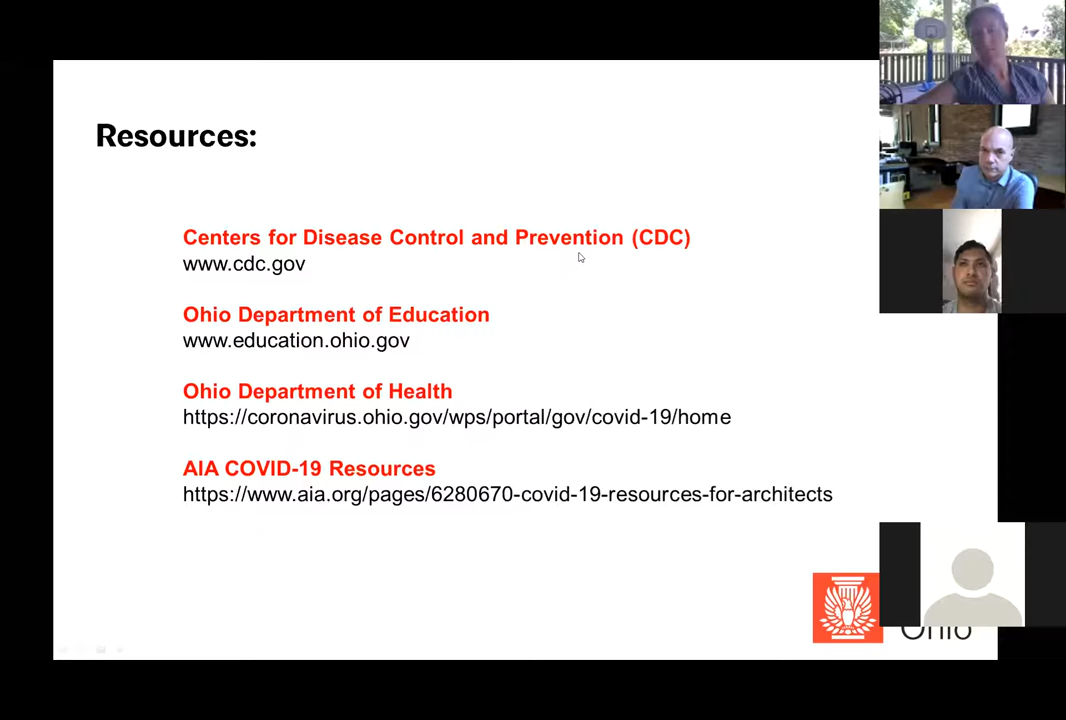 Resources:
Centers for Disease Control and Prevention (CDC)
www.cdc.gov
Ohio Department of Education
www.education.ohio.gov
Ohio Department of Health
https://coronavirus.ohio.gov/wps/portal/gov/covid-19/home
AIA COVID-19 Resources
https://www.aia.org/pages/6280670-covid-19-resources-for-architects
Ohio